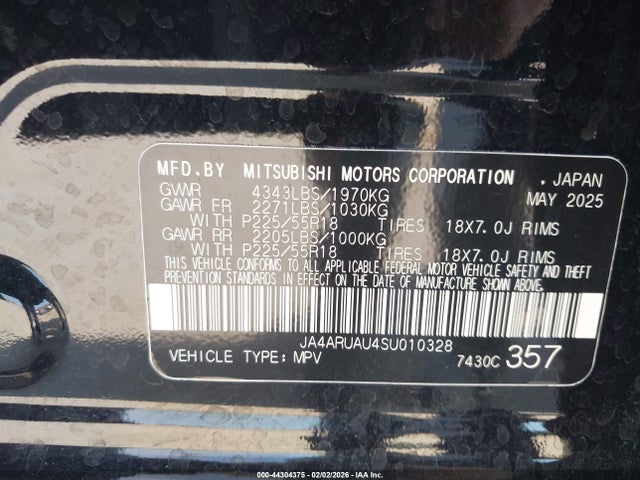 MFD.BY MITSUBISHI MOTORS CORPORATION , JAPAN
GVWR 4343LBS/1970KG MAY 2025
GAWR FR 2271LBS/1030KG
WITH P225/55R18 TIRES 18X7.0J RIMS
GAWR RR 2205LBS/1000KG
WITH P225/55R18 TIRES 18X7.0J RIMS
THIS VEHICLE CONFORMS TO ALL APPLICABLE FEDERAL MOTOR VEHICLE SAFETY AND THEFT
PREVENTION STANDARDS IN EFFECT ON THE DATE OF MANUFACTURE SHOWN ABOVE.
JA4ARUAU4SU010328
VEHICLE TYPE: MPV 7430C 357
000-44304375 - 02/02/2026 - IAA Inc.